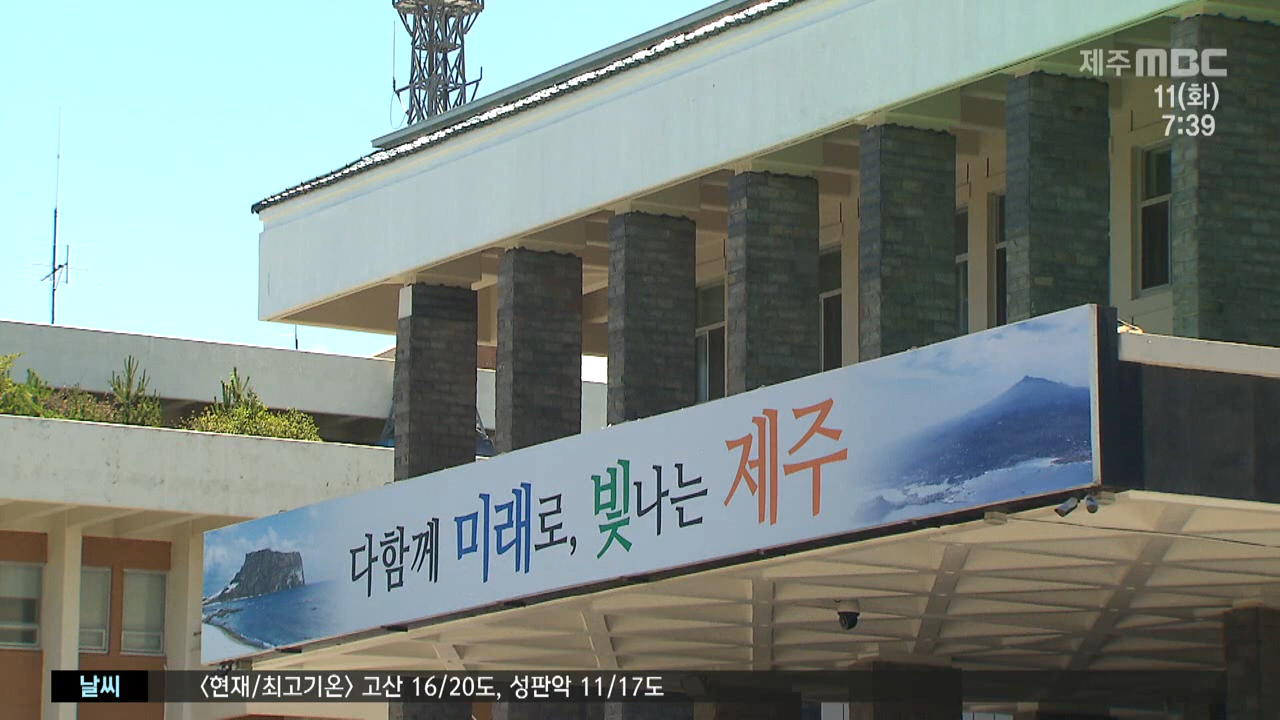 제주MBC
11(화)
7:39
다함께 미래로, 빛나는 제주
날씨 〈현재/최고기온〉 고산 16/20도, 성판악 11/17도